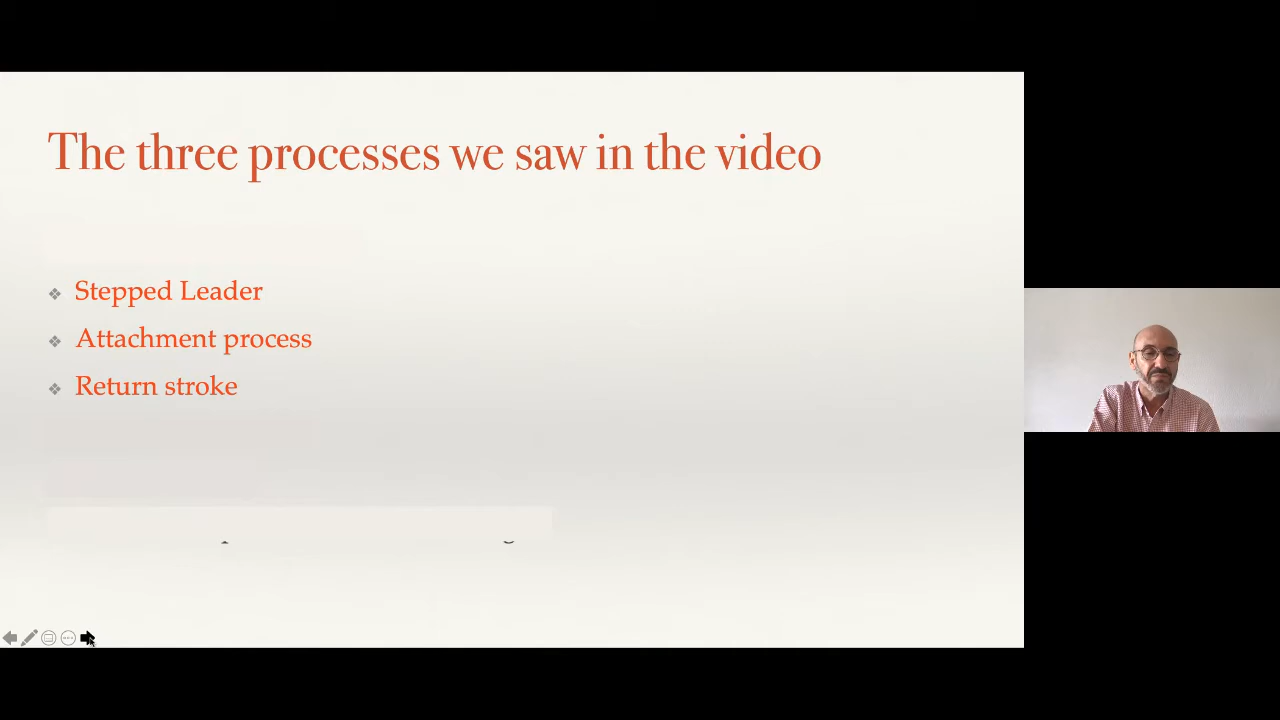 The three processes we saw in the video
Stepped Leader
Attachment process
Return stroke